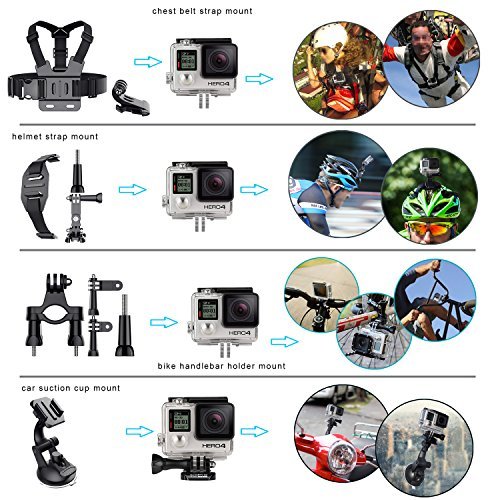 chest belt strap mount
HERO4
helmet strap mount
HERO4
HERO4
bike handlebar holder mount
car suction cup mount
HERO4